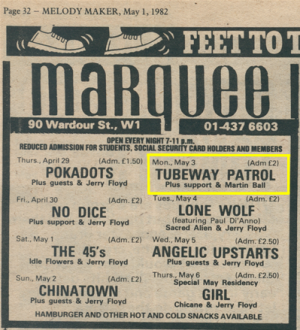 Page 32 – MELODY MAKER, May 1, 1982
FEET TO T
marquee
90 Wardour St., W1 01-437 6603
OPEN EVERY NIGHT 7-11 p.m.
REDUCED ADMISSION FOR STUDENTS, SOCIAL SECURITY CARD HOLDERS AND MEMBERS
Thurs., April 29 (Adm. £1.50)
POKADOTS
Plus guests & Jerry Floyd
Fri., April 30 (Adm. £2)
NO DICE
Plus support & Jerry Floyd
Sat., May 1 (Adm. £2)
THE 45's
Idle Flowers & Jerry Floyd
Sun., May 2 (Adm. £2)
CHINATOWN
Plus guests & Jerry Floyd
Mon., May 3 (Adm £2)
TUBEWAY PATROL
Plus support & Martin Ball
Tues., May 4 (Adm. £2)
LONE WOLF
(featuring Paul Di'Anno)
Sacred Alien & Jerry Floyd
Wed., May 5 (Adm. £2.50)
ANGELIC UPSTARTS
Plus guests & Jerry Floyd
Thurs., May 6 (Adm. £2.50)
Special May Residency
GIRL
Chicane & Jerry Floyd
HAMBURGER AND OTHER HOT AND COLD SNACKS AVAILABLE